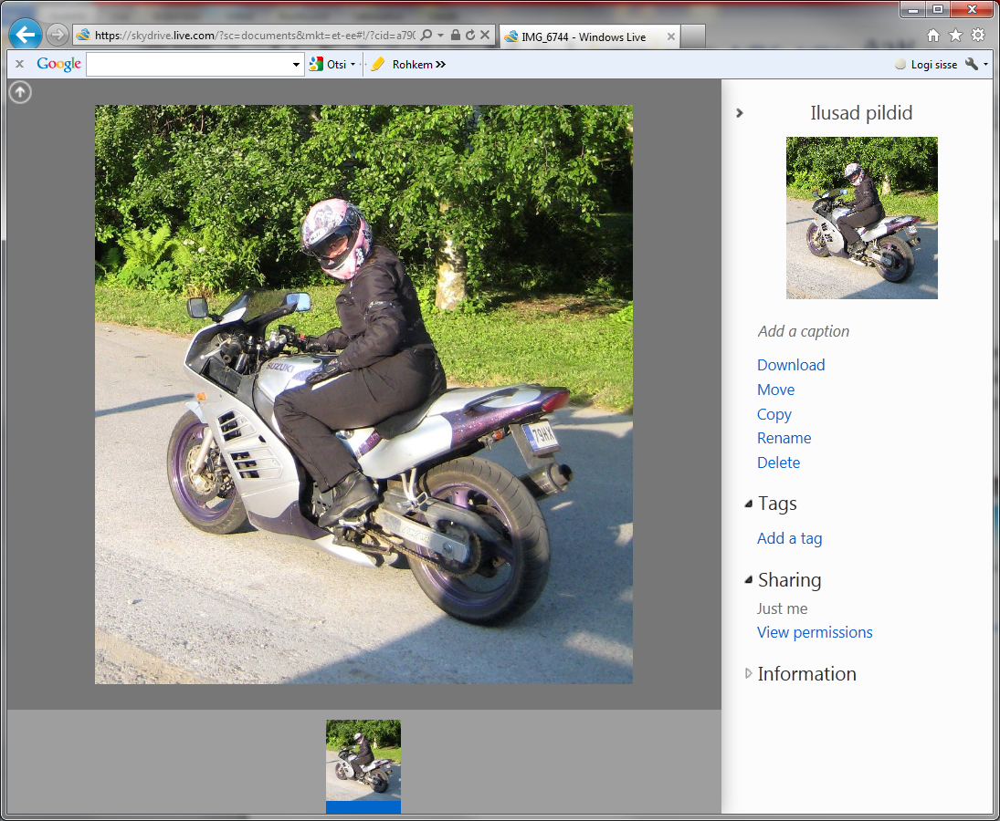 https://skydrive.live.com/?sc=documents&mkt=et-ee#!/?cid=a790
IMG_6744 - Windows Live
Google
Otsi
Rohkem »
Logi sisse
Ilusad pildid
SUZUKI
79HX
Add a caption
Download
Move
Copy
Rename
Delete
Tags
Add a tag
Sharing
Just me
View permissions
Information